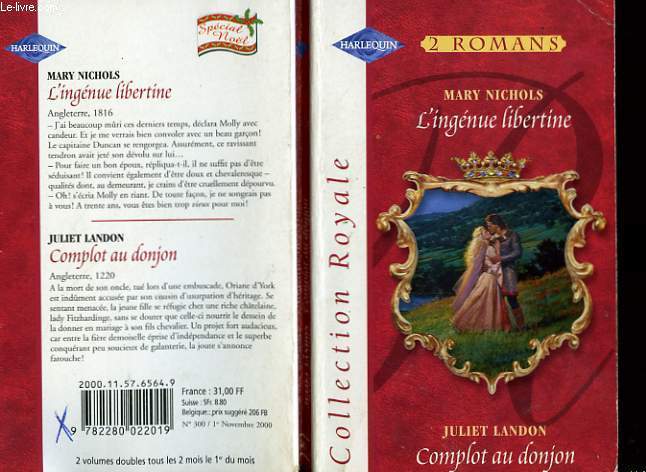 Le-livre.com
HARLEQUIN
Spécial
Noël
MARY NICHOLS
L'ingénue libertine
Angleterre, 1816
– J'ai beaucoup mûri ces derniers temps, déclara Molly avec
candeur. Et je me verrais bien convoler avec un beau garçon !
Le capitaine Duncan se rengorgea. Assurément, ce ravissant
tendron avait jeté son dévolu sur lui…
– Pour faire un bon époux, répliqua-t-il, il ne suffit pas d'être
séduisant ! Il convient également d'être doux et chevaleresque –
qualités dont, au demeurant, je crains d'être cruellement dépourvu.
– Oh ! s'écria Molly en riant. De toute façon, je ne songeais pas
à vous ! A trente ans, vous êtes bien trop vieux pour moi !
JULIET LANDON
Complot au donjon
Angleterre, 1220
A la mort de son oncle, tué lors d'une embuscade, Oriane d'York
est indûment accusée par son cousin d'usurpation d'héritage. Se
sentant menacée, la jeune fille se réfugie chez une riche châtelaine,
lady Fitzhardinge, sans se douter que celle-ci nourrit le dessein de
la donner en mariage à son fils chevalier. Un projet fort audacieux,
car entre la fière demoiselle éprise d'indépendance et le superbe
conquérant peu soucieux de galanterie, la joute s'annonce
farouche !
2000.11.57.6564.9
9 782280 022019
France : 31,00 FF
Suisse : SFr. 8.80
Belgique : prix suggéré 206 FB
N° 300 / 1er Novembre 2000
2 volumes doubles tous les 2 mois le 1er du mois
Collection Royale
HARLEQUIN
2 ROMANS
MARY NICHOLS
L'ingénue libertine
R
JULIET LANDON
Complot au donjon